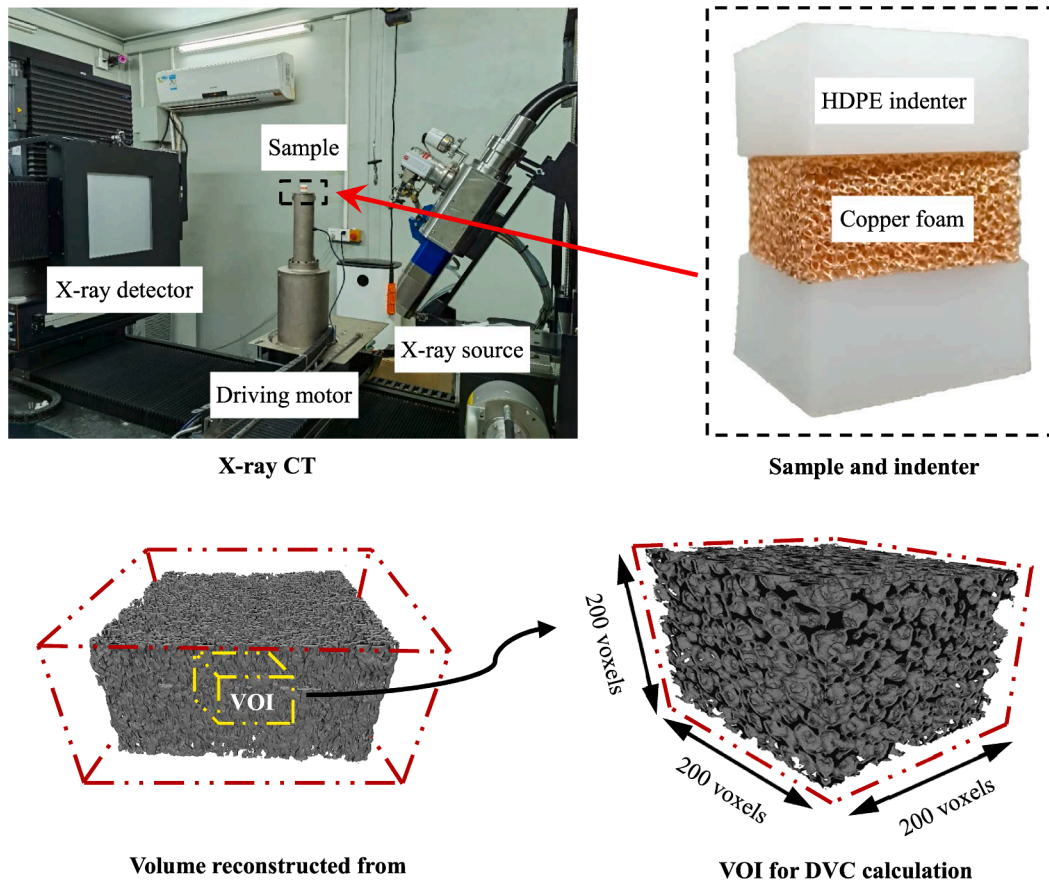 Sample
X-ray detector
X-ray source
Driving motor
X-ray CT
HDPE indenter
Copper foam
Sample and indenter
VOI
Volume reconstructed from
200 voxels
200 voxels
200 voxels
VOI for DVC calculation